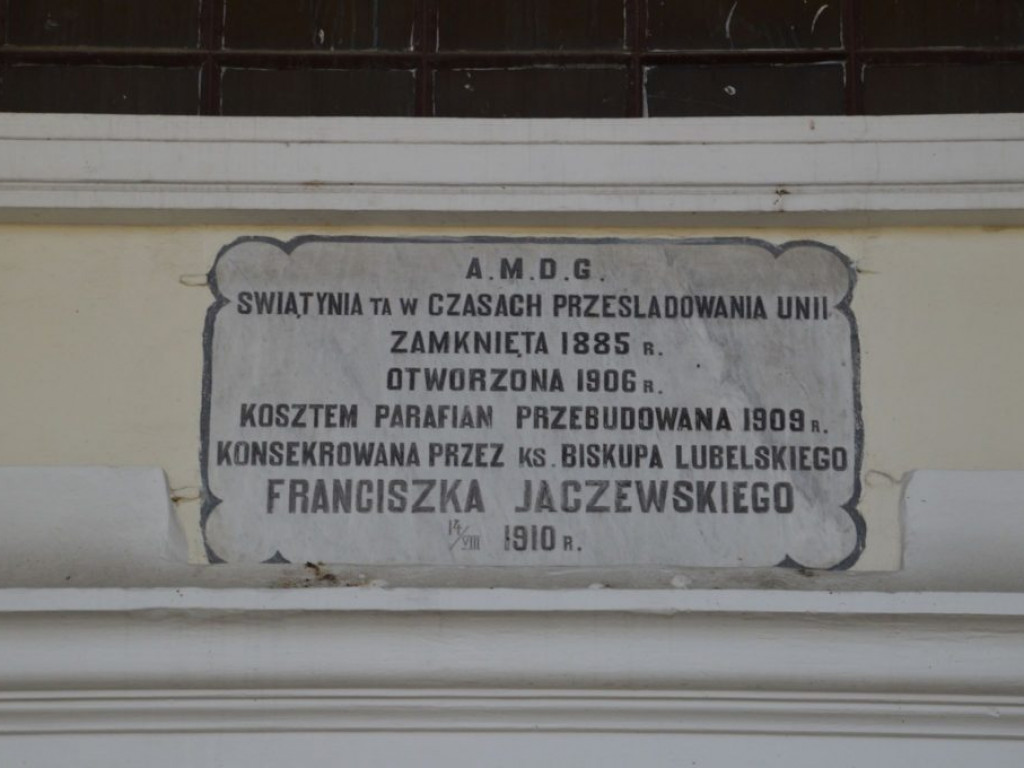 A.M.D.G.
SWIĄTYNIA TA W CZASACH PRZESLADOWANIA UNII
ZAMKNIĘTA 1885 R.
OTWORZONA 1906 R.
KOSZTEM PARAFIAN PRZEBUDOWANA 1909 R.
KONSEKROWANA PRZEZ KS. BISKUPA LUBELSKIEGO
FRANCISZKA JACZEWSKIEGO
14/VIII 1910 R.